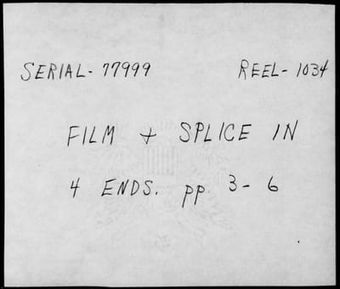 SERIAL- 77999 REEL- 1034
FILM + SPLICE IN
4 ENDS. pp 3- 6